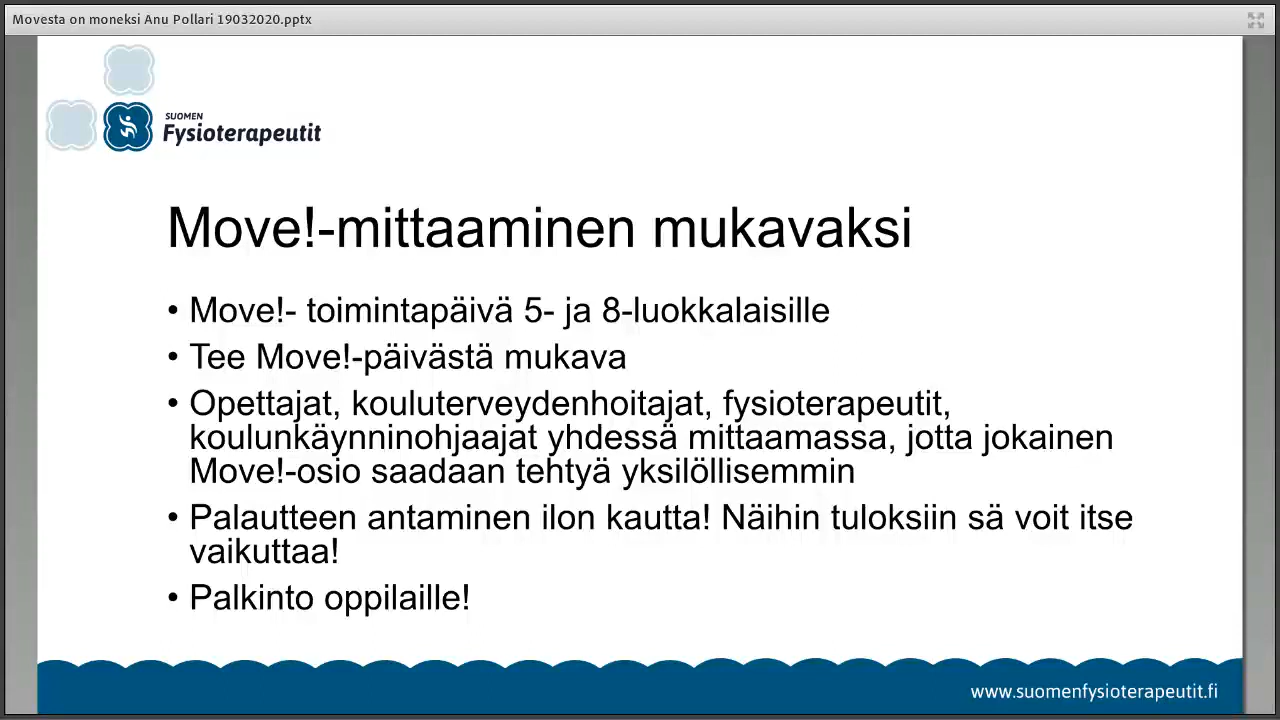 Movesta on moneksi Anu Pollari 19032020.pptx
SUOMEN
Fysioterapeutit
Move!-mittaaminen mukavaksi
• Move!- toimintapäivä 5- ja 8-luokkalaisille
• Tee Move!-päivästä mukava
• Opettajat, kouluterveydenhoitajat, fysioterapeutit,
koulunkäynninohjaajat yhdessä mittaamassa, jotta jokainen
Move!-osio saadaan tehtyä yksilöllisemmin
• Palautteen antaminen ilon kautta! Näihin tuloksiin sä voit itse
vaikuttaa!
• Palkinto oppilaille!
www.suomenfysioterapeutit.fi